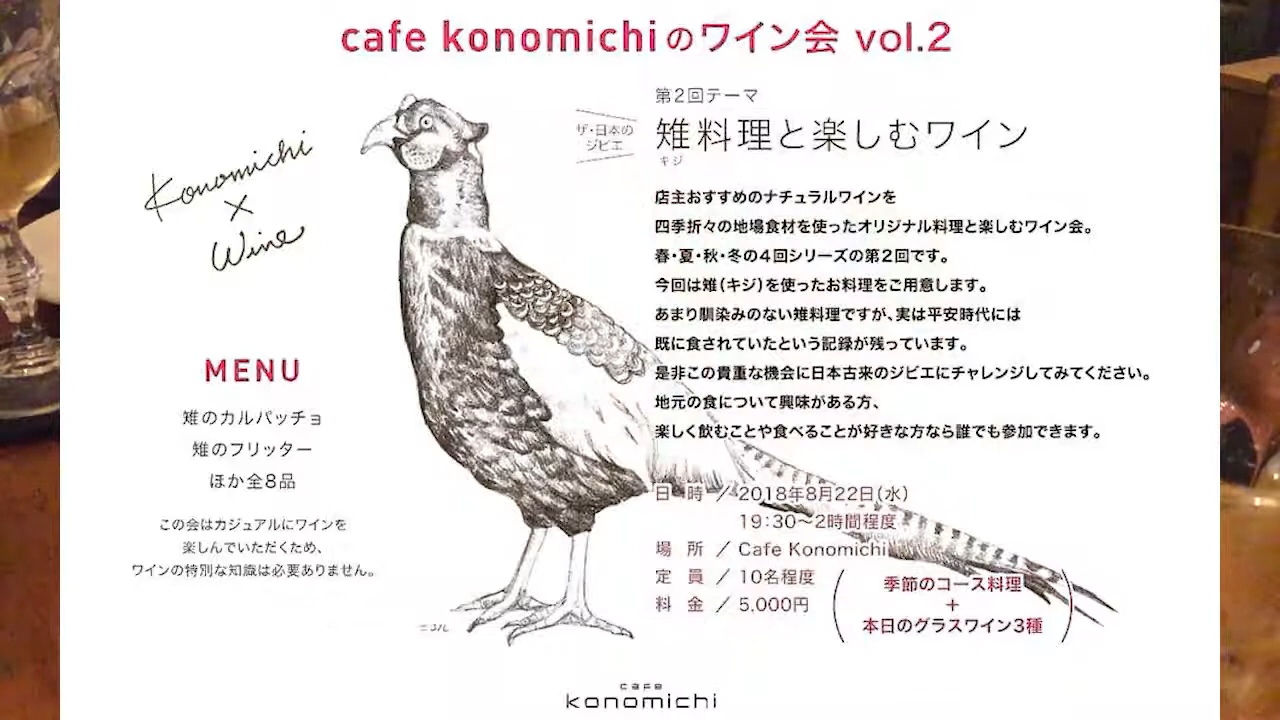 cafe konomichiのワイン会 vol.2
Konomichi
×
Wine
MENU
雉のカルパッチョ
雉のフリッター
ほか全8品
この会はカジュアルにワインを
楽しんでいただくため、
ワインの特別な知識は必要ありません。
第2回テーマ
ザ・日本の
ジビエ
雉料理と楽しむワイン
キジ
店主おすすめのナチュラルワインを
四季折々の地場食材を使ったオリジナル料理と楽しむワイン会。
春・夏・秋・冬の4回シリーズの第2回です。
今回は雉(キジ)を使ったお料理をご用意します。
あまり馴染みのない雉料理ですが、実は平安時代には
既に食されていたという記録が残っています。
是非この貴重な機会に日本古来のジビエにチャレンジしてみてください。
地元の食について興味がある方、
楽しく飲むことや食べることが好きな方なら誰でも参加できます。
日 時 / 2018年8月22日(水)
19:30〜2時間程度
場 所 / Cafe Konomichi
定 員 / 10名程度
料 金 / 5,000円
季節のコース料理
+
本日のグラスワイン3種
cafe
konomichi